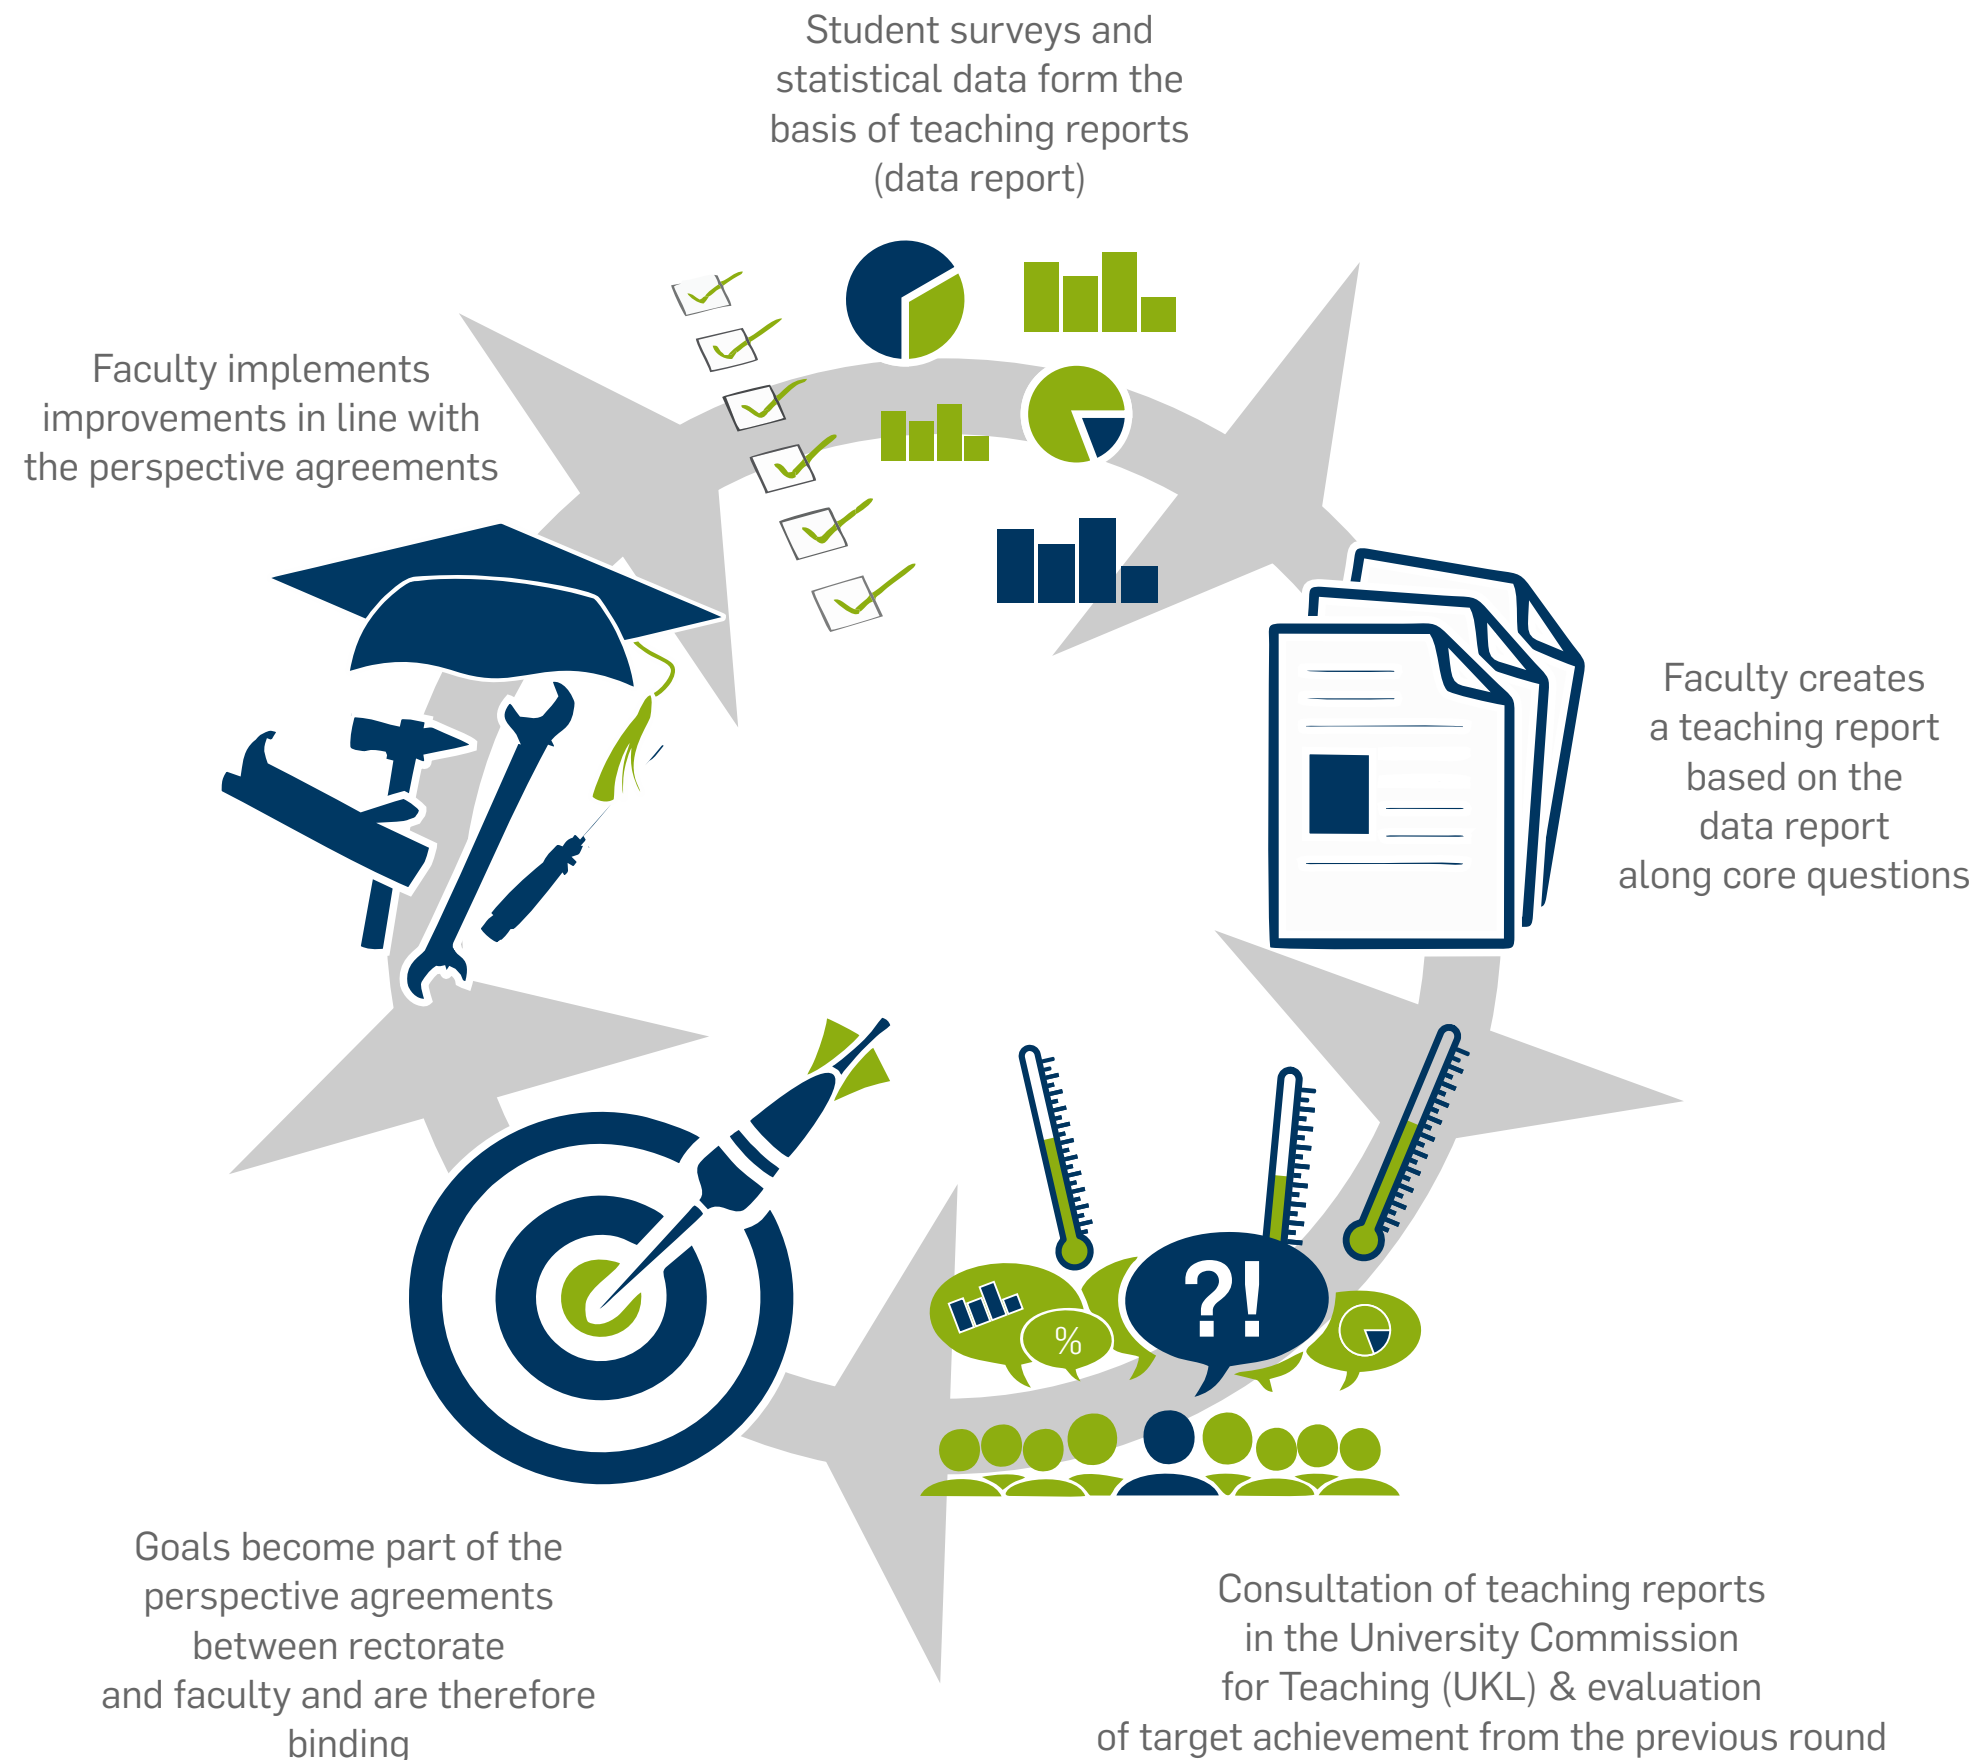 Student surveys and
statistical data form the
basis of teaching reports
(data report)
Faculty creates
a teaching report
based on the
data report
along core questions
?!
%
Consultation of teaching reports
in the University Commission
for Teaching (UKL) & evaluation
of target achievement from the previous round
Goals become part of the
perspective agreements
between rectorate
and faculty and are therefore
binding
Faculty implements
improvements in line with
the perspective agreements